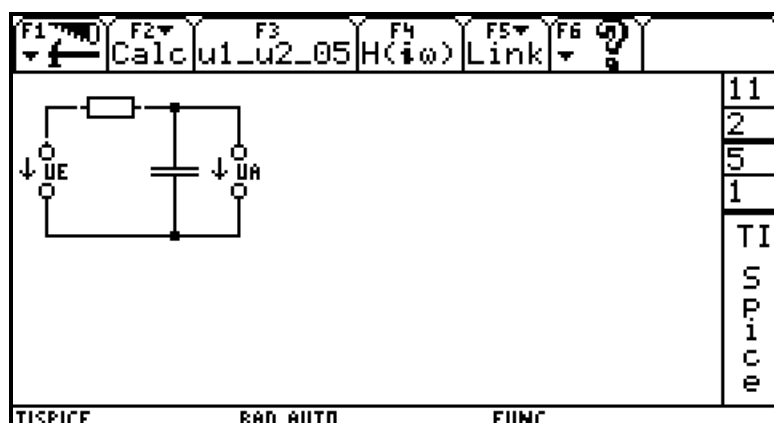 F1 F2 F3 F4 F5 F6
Calc u1_u2_05 H(iω) Link
11
2
5
1
↓ UE ↓ UA
TI
Spice
TISPICE RAD AUTO FUNC